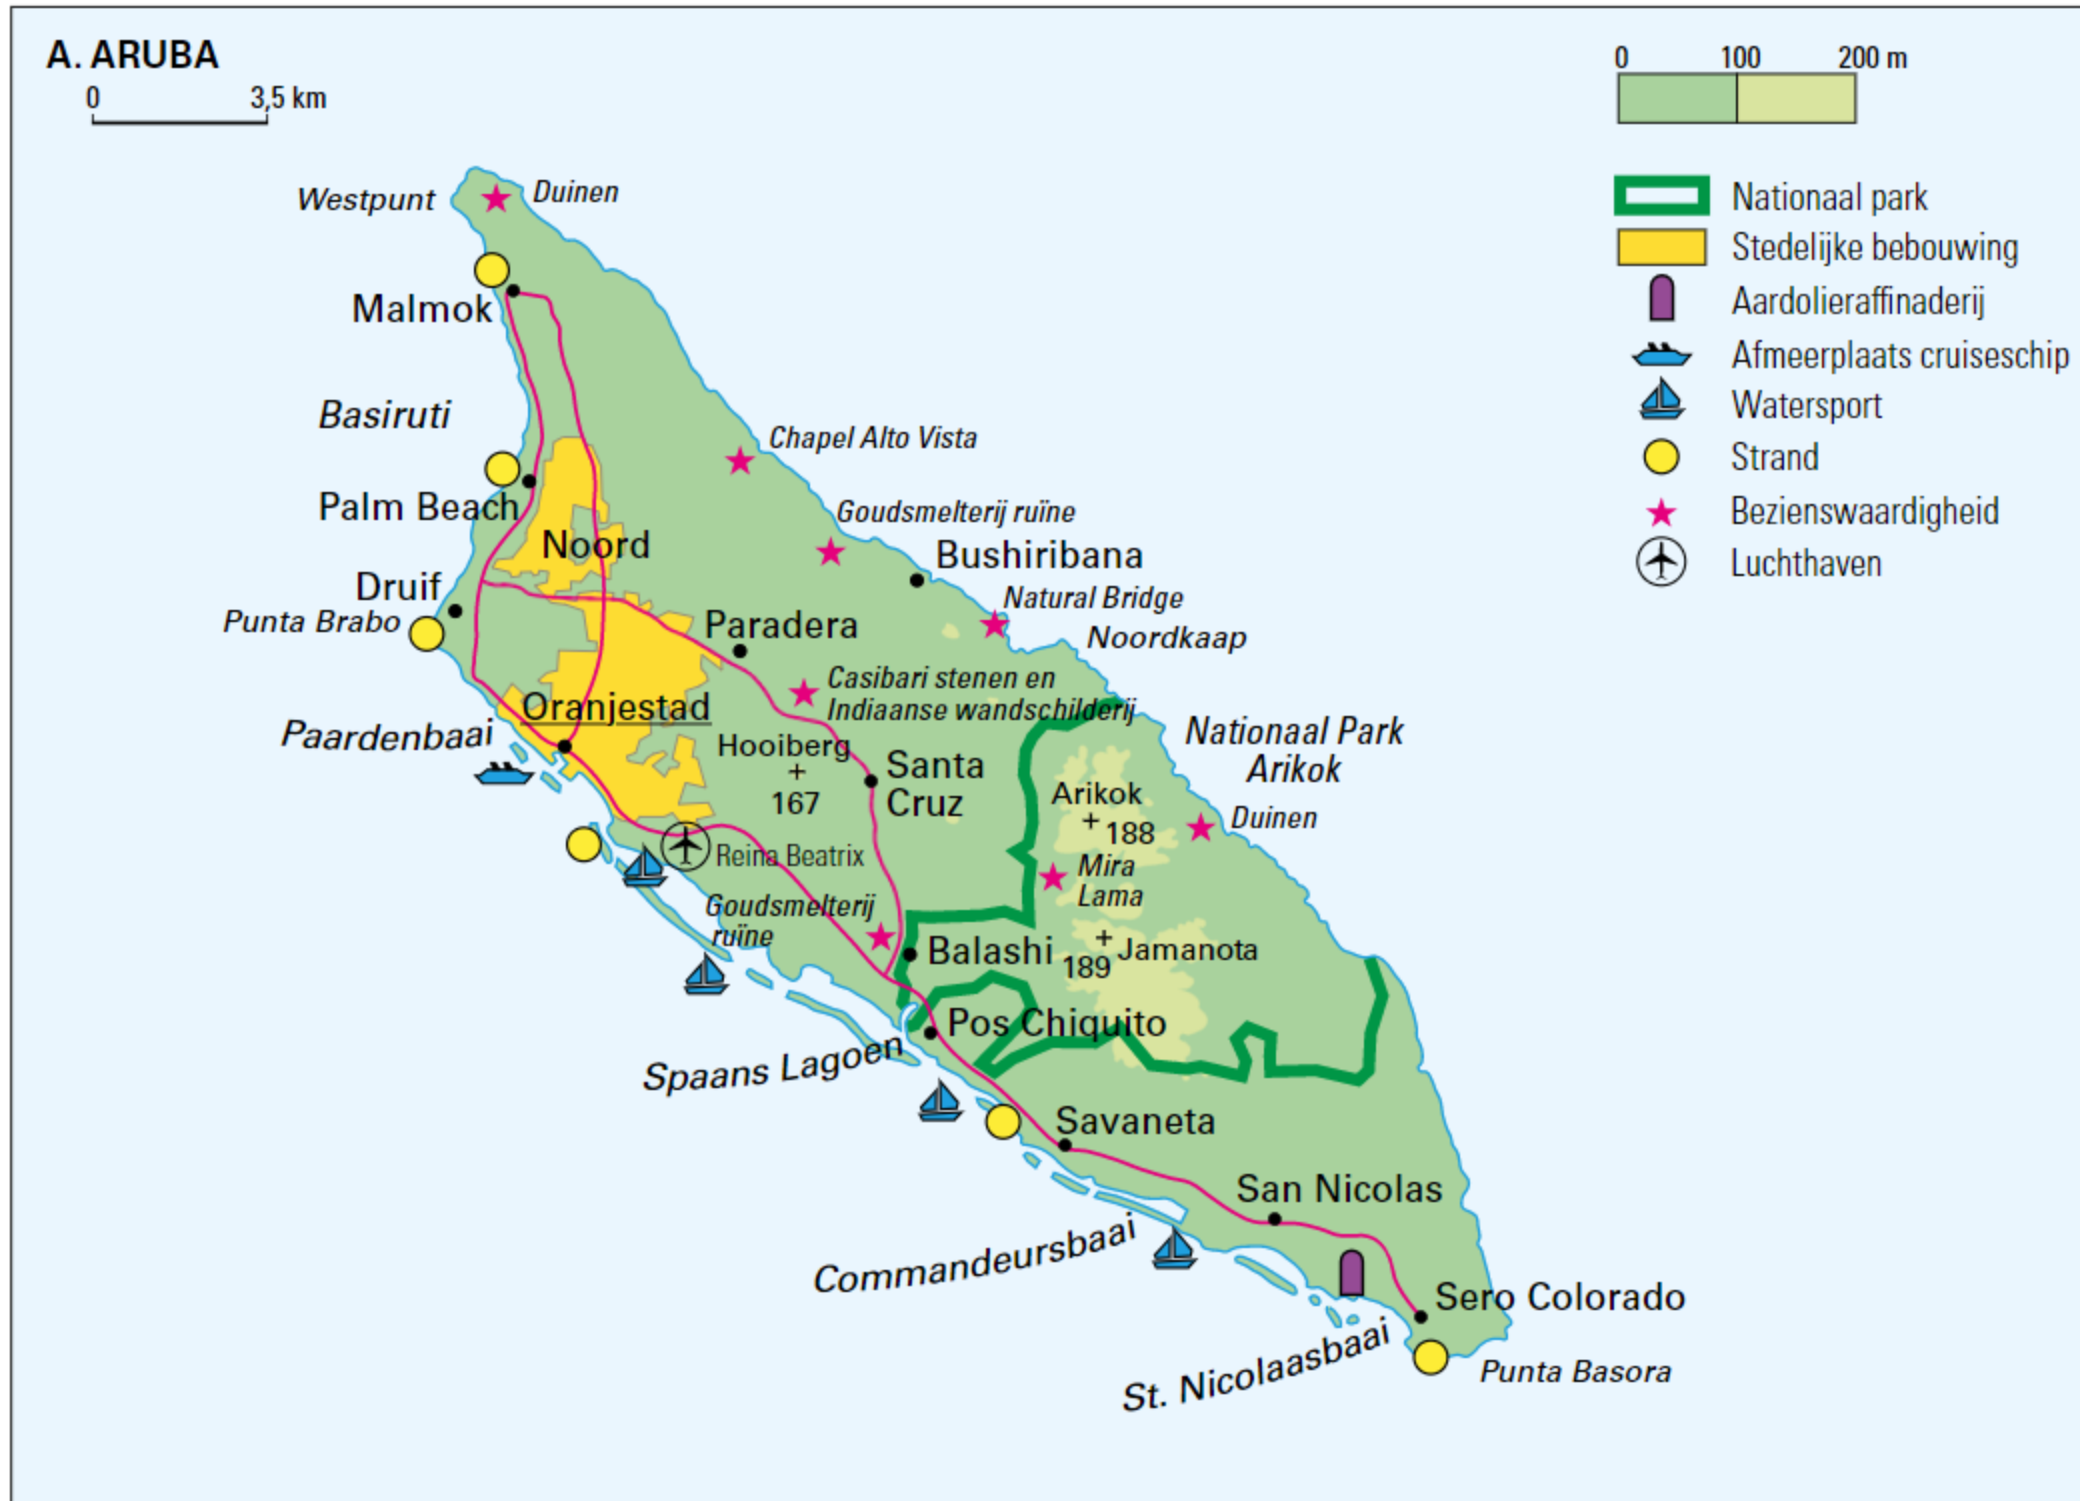 A. ARUBA
0 3,5 km
0 100 200 m
Nationaal park
Stedelijke bebouwing
Aardolieraffinaderij
Afmeerplaats cruiseschip
Watersport
Strand
Bezienswaardigheid
Luchthaven
Westpunt
Duinen
Malmok
Basiruti
Chapel Alto Vista
Palm Beach
Goudsmelterij ruïne
Noord
Bushiribana
Druif
Natural Bridge
Punta Brabo
Paradera
Noordkaap
Casibari stenen en
Indiaanse wandschilderij
Oranjestad
Paardenbaai
Nationaal Park
Arikok
Hooiberg
167
Santa
Cruz
Arikok
188
Duinen
Reina Beatrix
Mira
Lama
Goudsmelterij
ruïne
Balashi
189
Jamanota
Pos Chiquito
Spaans Lagoen
Savaneta
San Nicolas
Commandeursbaai
Sero Colorado
St. Nicolaasbaai
Punta Basora